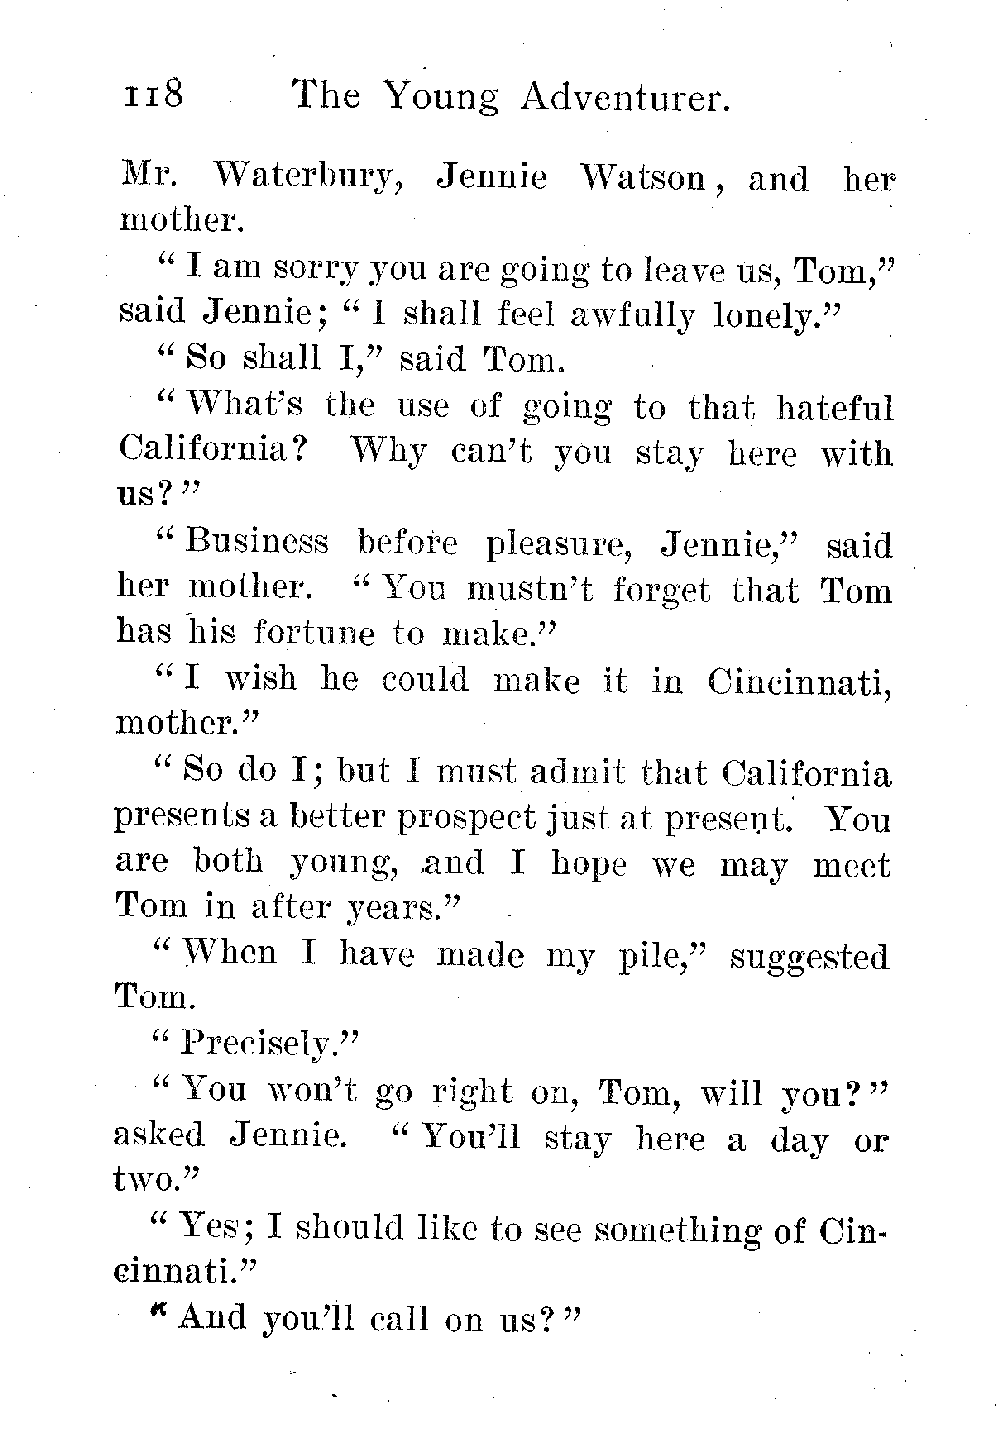 118 The Young Adventurer.
Mr. Waterbury, Jennie Watson, and her
mother.
“ I am sorry you are going to leave us, Tom,”
said Jennie; “ I shall feel awfully lonely.”
“ So shall I,” said Tom.
“ What's the use of going to that hateful
California? Why can't you stay here with
us? ”
“ Business before pleasure, Jennie,” said
her mother. “ You mustn't forget that Tom
has his fortune to make.”
“ I wish he could make it in Cincinnati,
mother.”
“ So do I; but I must admit that California
presents a better prospect just at present. You
are both young, and I hope we may meet
Tom in after years.”
“ When I have made my pile,” suggested
Tom.
“ Precisely.”
“ You won't go right on, Tom, will you? ”
asked Jennie. “ You'll stay here a day or
two.”
“ Yes; I should like to see something of Cin-
cinnati.”
“ And you'll call on us? ”